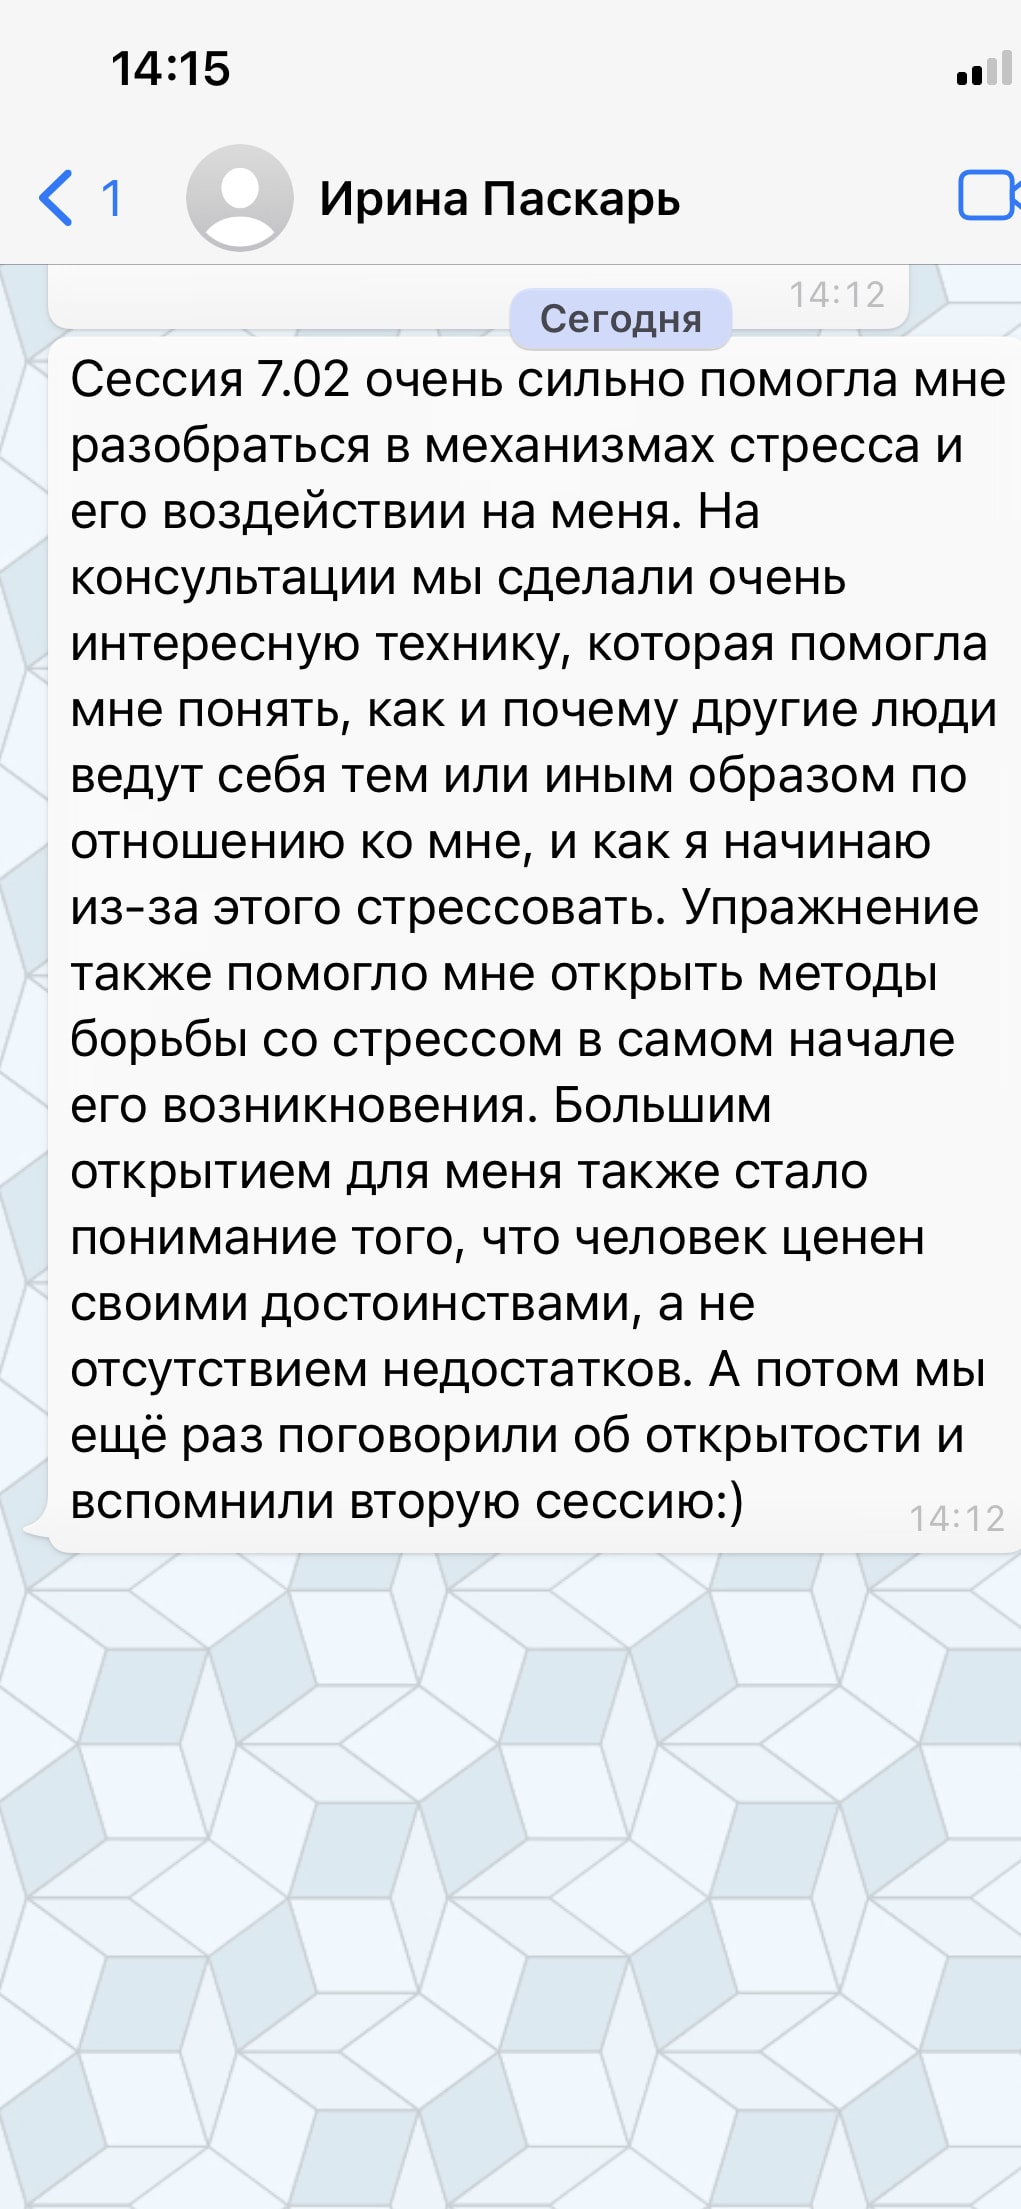 14:15
1
Ирина Паскарь
14:12
Сегодня
Сессия 7.02 очень сильно помогла мне
разобраться в механизмах стресса и
его воздействии на меня. На
консультации мы сделали очень
интересную технику, которая помогла
мне понять, как и почему другие люди
ведут себя тем или иным образом по
отношению ко мне, и как я начинаю
из-за этого стрессовать. Упражнение
также помогло мне открыть методы
борьбы со стрессом в самом начале
его возникновения. Большим
открытием для меня также стало
понимание того, что человек ценен
своими достоинствами, а не
отсутствием недостатков. А потом мы
ещё раз поговорили об открытости и
вспомнили вторую сессию:)
14:12